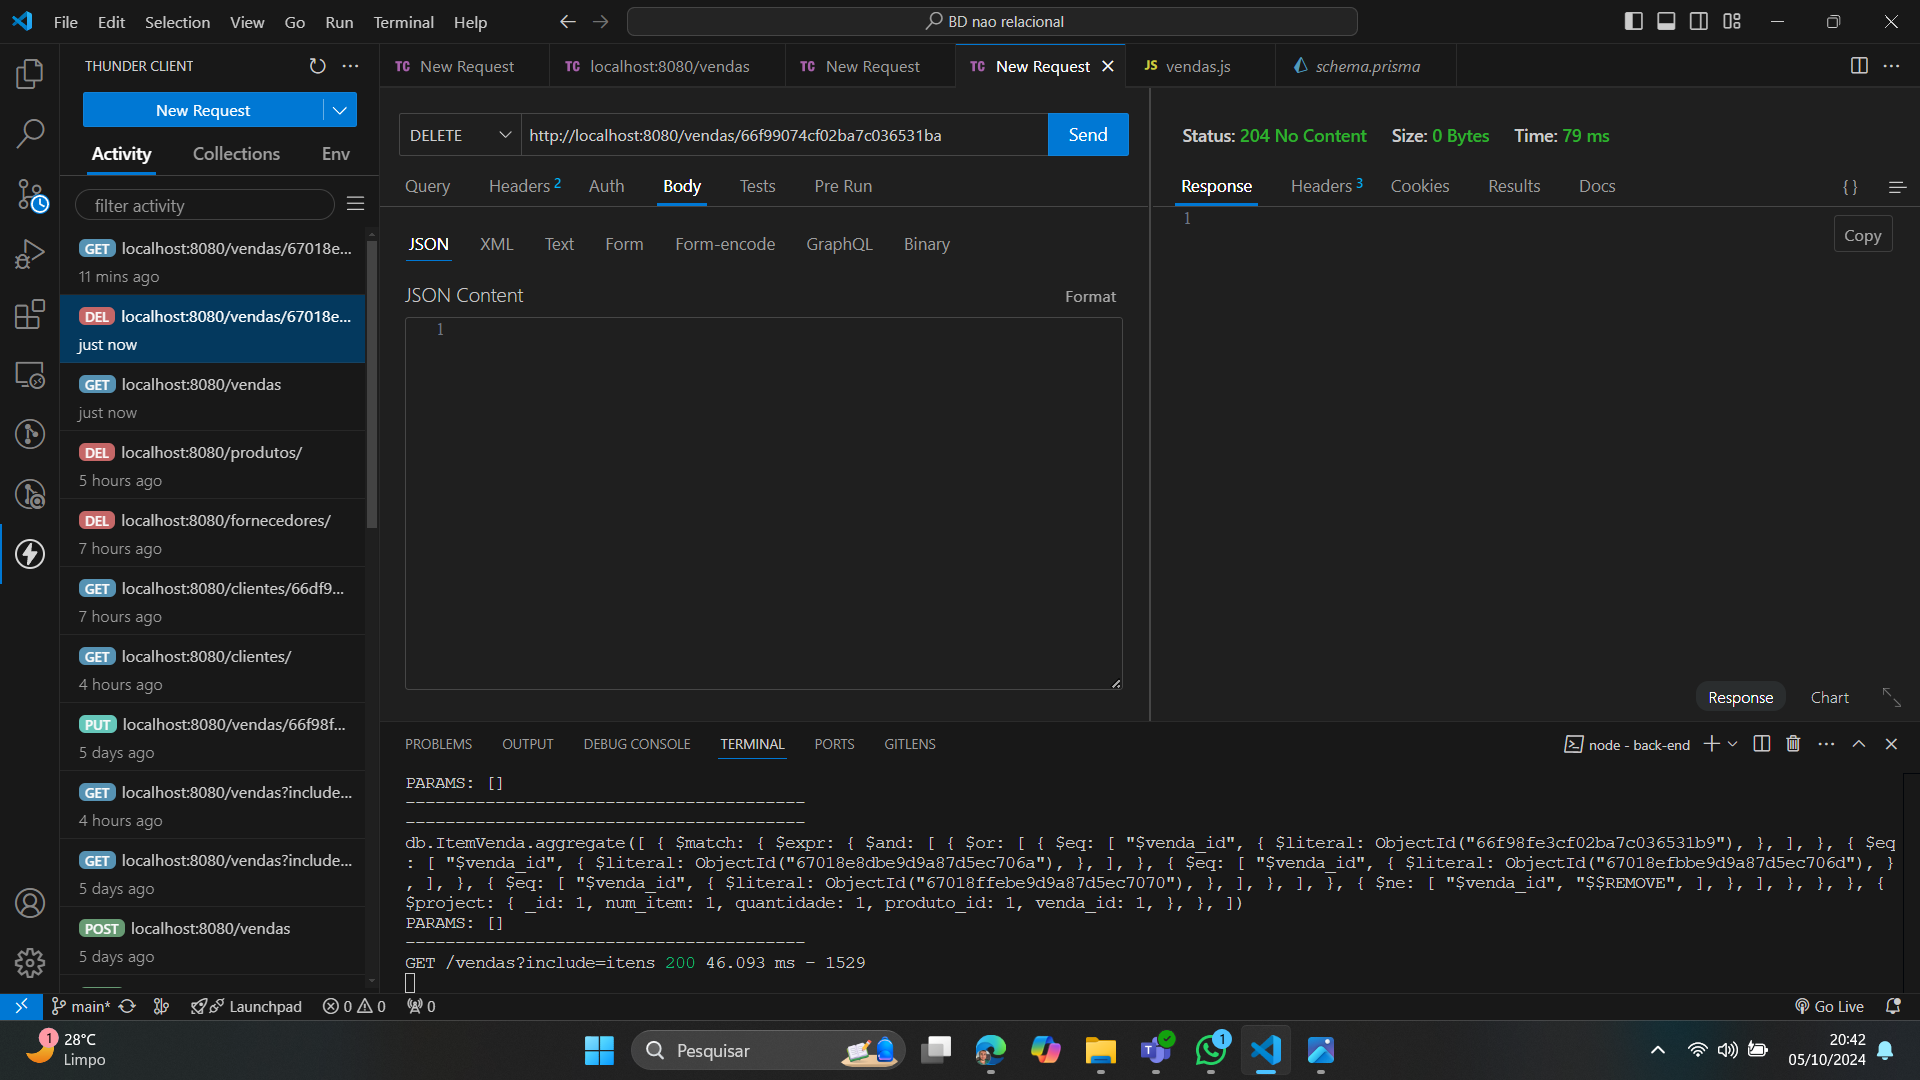 File Edit Selection View Go Run Terminal Help
BD nao relacional
THUNDER CLIENT
New Request
Activity Collections Env
filter activity
GET localhost:8080/vendas/67018e...
11 mins ago
DEL localhost:8080/vendas/67018e...
just now
GET localhost:8080/vendas
just now
DEL localhost:8080/produtos/
5 hours ago
DEL localhost:8080/fornecedores/
7 hours ago
GET localhost:8080/clientes/66df9...
7 hours ago
GET localhost:8080/clientes/
4 hours ago
PUT localhost:8080/vendas/66f98f...
5 days ago
GET localhost:8080/vendas?include...
4 hours ago
GET localhost:8080/vendas?include...
5 days ago
POST localhost:8080/vendas
5 days ago
TC New Request TC localhost:8080/vendas TC New Request TC New Request JS vendas.js schema.prisma
DELETE http://localhost:8080/vendas/66f99074cf02ba7c036531ba Send
Query Headers 2 Auth Body Tests Pre Run
JSON XML Text Form Form-encode GraphQL Binary
JSON Content Format
1
Status: 204 No Content Size: 0 Bytes Time: 79 ms
Response Headers 3 Cookies Results Docs { }
1
Copy
Response Chart
PROBLEMS OUTPUT DEBUG CONSOLE TERMINAL PORTS GITLENS node - back-end
PARAMS: []
----------------------------------------
----------------------------------------
db.ItemVenda.aggregate([ { $match: { $expr: { $and: [ { $or: [ { $eq: [ "$venda_id", { $literal: ObjectId("66f98fe3cf02ba7c036531b9"), }, ], }, { $eq
: [ "$venda_id", { $literal: ObjectId("67018e8dbe9d9a87d5ec706a"), }, ], }, { $eq: [ "$venda_id", { $literal: ObjectId("67018efbbe9d9a87d5ec706d"), }
, ], }, { $eq: [ "$venda_id", { $literal: ObjectId("67018ffebe9d9a87d5ec7070"), }, ], }, ], }, { $ne: [ "$venda_id", "$$REMOVE", ], }, ], }, }, }, {
$project: { _id: 1, num_item: 1, quantidade: 1, produto_id: 1, venda_id: 1, }, }, ])
PARAMS: []
----------------------------------------
GET /vendas?include=itens 200 46.093 ms - 1529
main* Launchpad 0 0 0 Go Live
1 28°C
Limpo
Pesquisar
1
20:42
05/10/2024